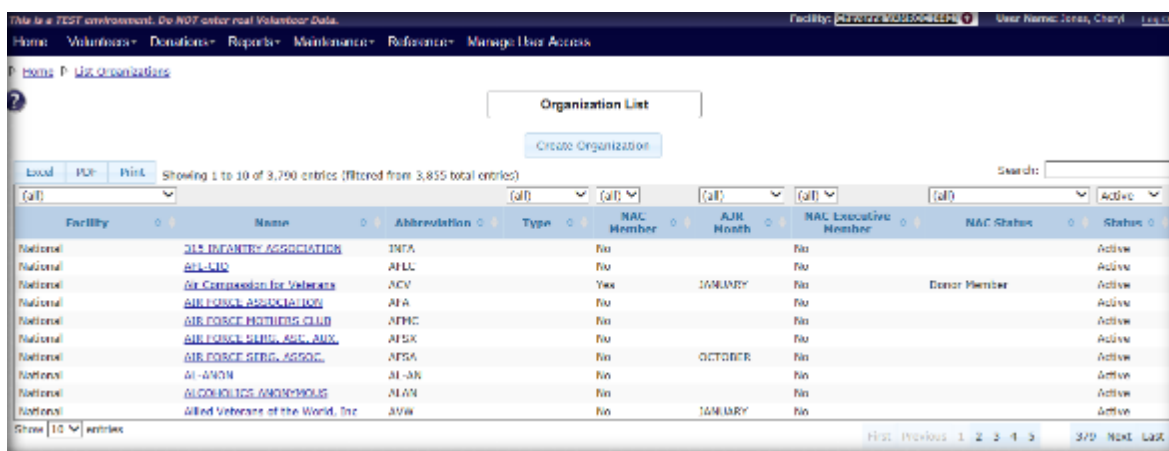 This is a TEST environment. Do NOT enter real Volunteer Data. Facility: User Name: Jones, Cheryl
Home Volunteers Donations Reports Maintenance Reference Manage User Access
Home List Organizations
?
Organization List
Create Organization
Excel PDF Print Showing 1 to 10 of 3,790 entries (filtered from 3,855 total entries) Search:
(all) (all) (all) (all) (all) (all) Active
Facility Name Abbreviation Type NAC Member AJR Month NAC Executive Member NAC Status Status
National 315 INFANTRY ASSOCIATION INFA No No Active
National AFL-CIO AFLC No No Active
National Air Compassion for Veterans ACV Yes JANUARY No Donor Member Active
National AIR FORCE ASSOCIATION AFA No No Active
National AIR FORCE MOTHERS CLUB AFMC No No Active
National AIR FORCE SERG. ASC. AUX. AFSX No No Active
National AIR FORCE SERG. ASSOC. AFSA No OCTOBER No Active
National AL-ANON AL-AN No No Active
National ALCOHOLICS ANONYMOUS ALAN No No Active
National Allied Veterans of the World, Inc AVW No JANUARY No Active
Show 10 entries First Previous 1 2 3 4 5 379 Next Last